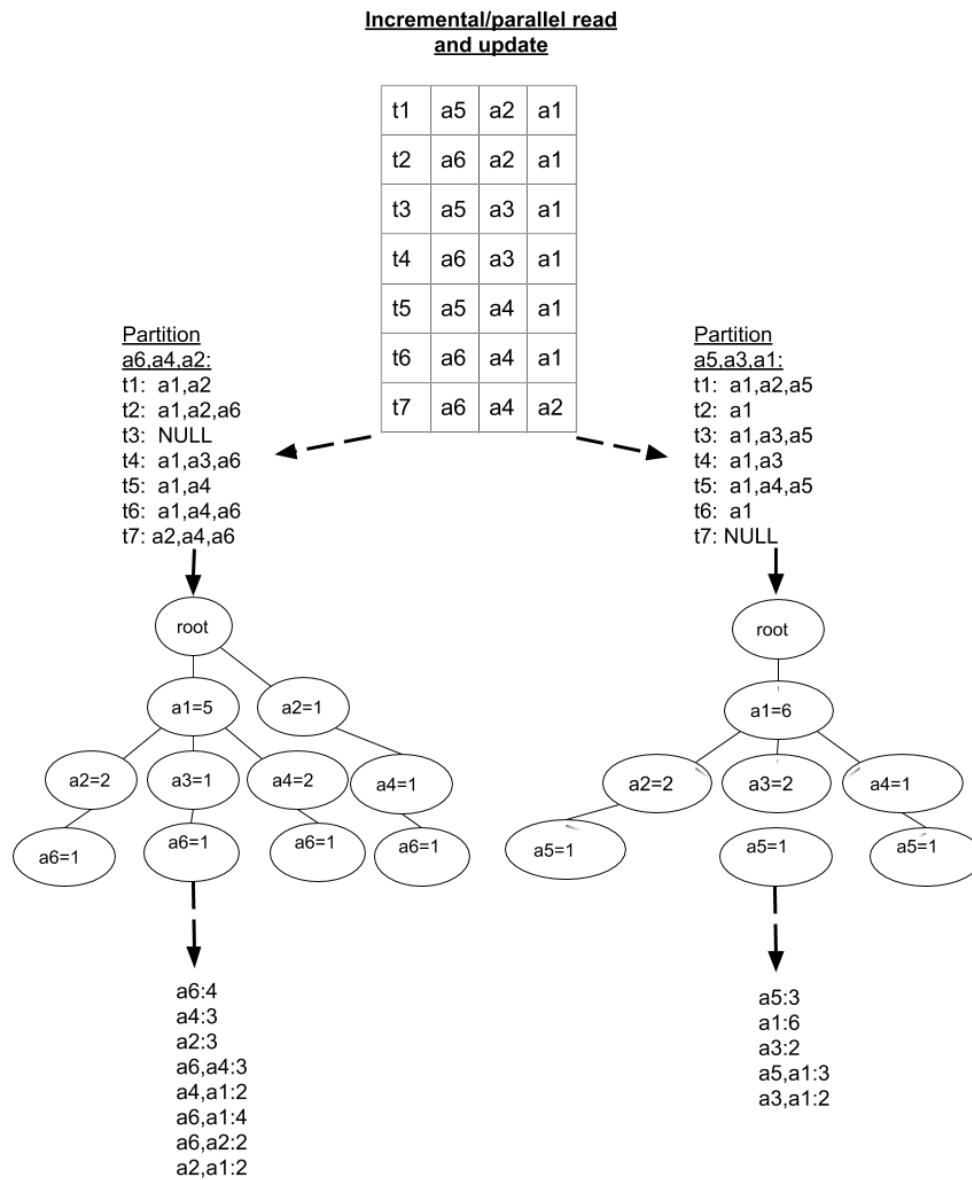 Incremental/parallel read
and update
t1 a5 a2 a1
t2 a6 a2 a1
t3 a5 a3 a1
t4 a6 a3 a1
t5 a5 a4 a1
t6 a6 a4 a1
t7 a6 a4 a2
Partition
a6,a4,a2:
t1: a1,a2
t2: a1,a2,a6
t3: NULL
t4: a1,a3,a6
t5: a1,a4
t6: a1,a4,a6
t7: a2,a4,a6
Partition
a5,a3,a1:
t1: a1,a2,a5
t2: a1
t3: a1,a3,a5
t4: a1,a3
t5: a1,a4,a5
t6: a1
t7: NULL
root
a1=5
a2=1
a2=2
a3=1
a4=2
a4=1
a6=1
a6=1
a6=1
a6=1
a6:4
a4:3
a2:3
a6,a4:3
a4,a1:2
a6,a1:4
a6,a2:2
a2,a1:2
root
a1=6
a2=2
a3=2
a4=1
a5=1
a5=1
a5=1
a5:3
a1:6
a3:2
a5,a1:3
a3,a1:2